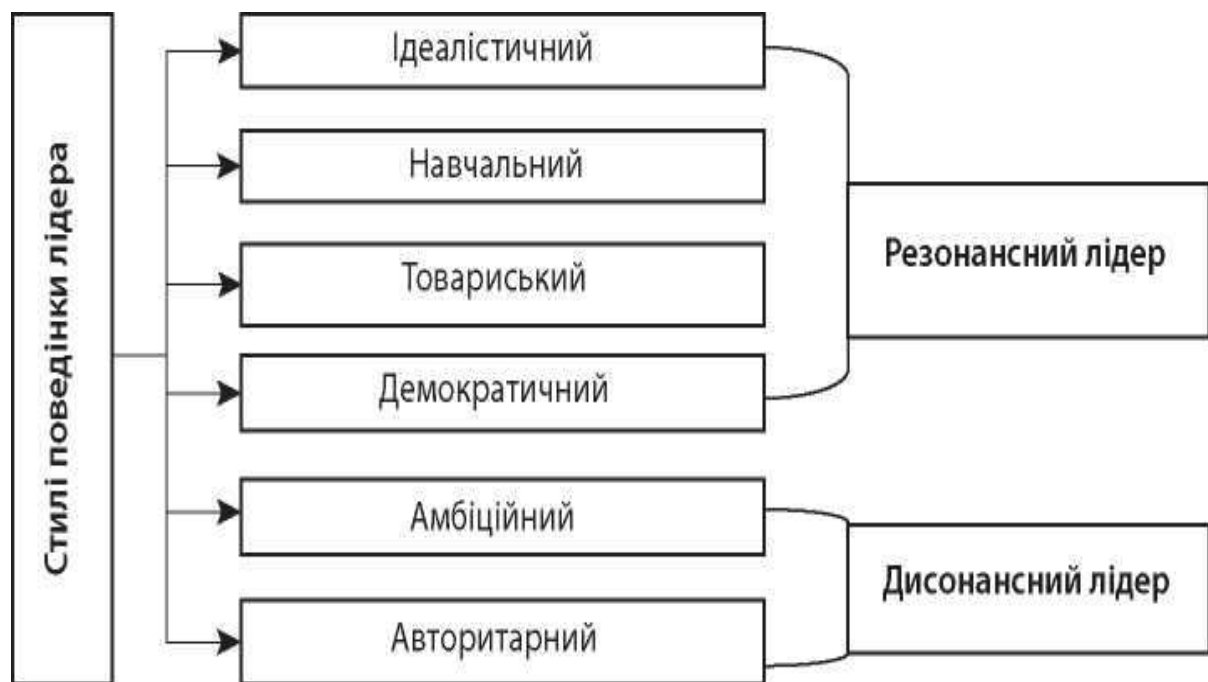 Стилі поведінки лідера
Ідеалістичний
Навчальний
Товариський
Демократичний
Амбіційний
Авторитарний
Резонансний лідер
Дисонансний лідер